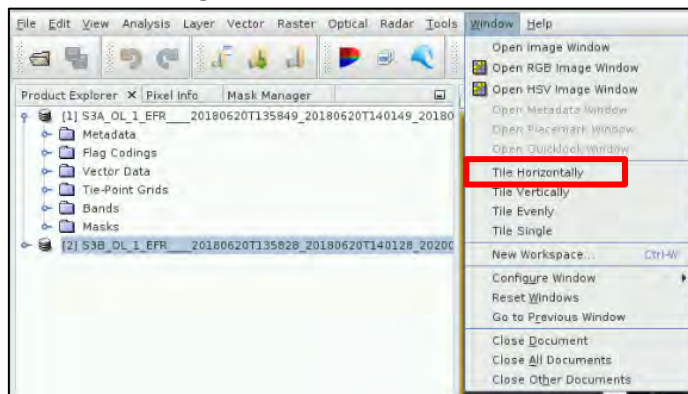 File Edit View Analysis Layer Vector Raster Optical Radar Tools Window Help
Product Explorer X Pixel Info Mask Manager
[1] S3A_OL_1_EFR____20180620T135849_20180620T140149_20180
Metadata
Flag Codings
Vector Data
Tie-Point Grids
Bands
Masks
[2] S3B_OL_1_EFR____20180620T135828_20180620T140128_2020
Open Image Window
Open RGB Image Window
Open HSV Image Window
Open Metadata Window
Open Placemark Window
Open Quicklook Window
Tile Horizontally
Tile Vertically
Tile Evenly
Tile Single
New Workspace... Ctrl-W
Configure Window
Reset Windows
Go to Previous Window
Close Document
Close All Documents
Close Other Documents